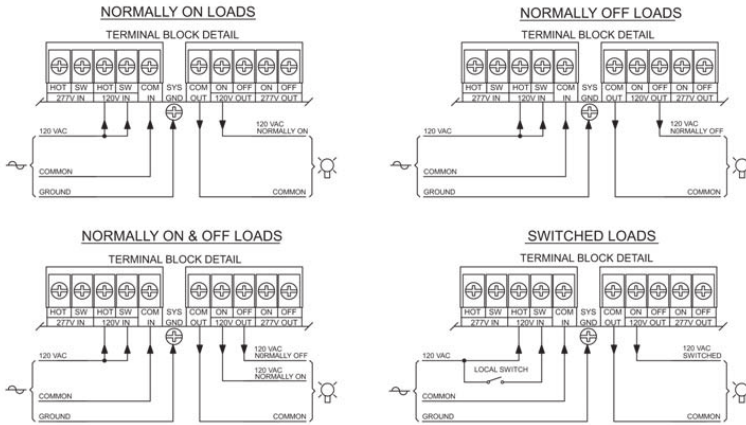 NORMALLY ON LOADS
TERMINAL BLOCK DETAIL
HOT SW HOT SW COM SYS COM ON OFF ON OFF
277V IN 120V IN IN GND OUT 120V OUT 277V OUT
120 VAC
120 VAC
NORMALLY ON
COMMON
GROUND
COMMON
NORMALLY OFF LOADS
TERMINAL BLOCK DETAIL
HOT SW HOT SW COM SYS COM ON OFF ON OFF
277V IN 120V IN IN GND OUT 120V OUT 277V OUT
120 VAC
120 VAC
NORMALLY OFF
COMMON
GROUND
COMMON
NORMALLY ON & OFF LOADS
TERMINAL BLOCK DETAIL
HOT SW HOT SW COM SYS COM ON OFF ON OFF
277V IN 120V IN IN GND OUT 120V OUT 277V OUT
120 VAC
120 VAC
NORMALLY OFF
120 VAC
NORMALLY ON
COMMON
GROUND
COMMON
SWITCHED LOADS
TERMINAL BLOCK DETAIL
HOT SW HOT SW COM SYS COM ON OFF ON OFF
277V IN 120V IN IN GND OUT 120V OUT 277V OUT
120 VAC
120 VAC
SWITCHED
LOCAL SWITCH
COMMON
GROUND
COMMON